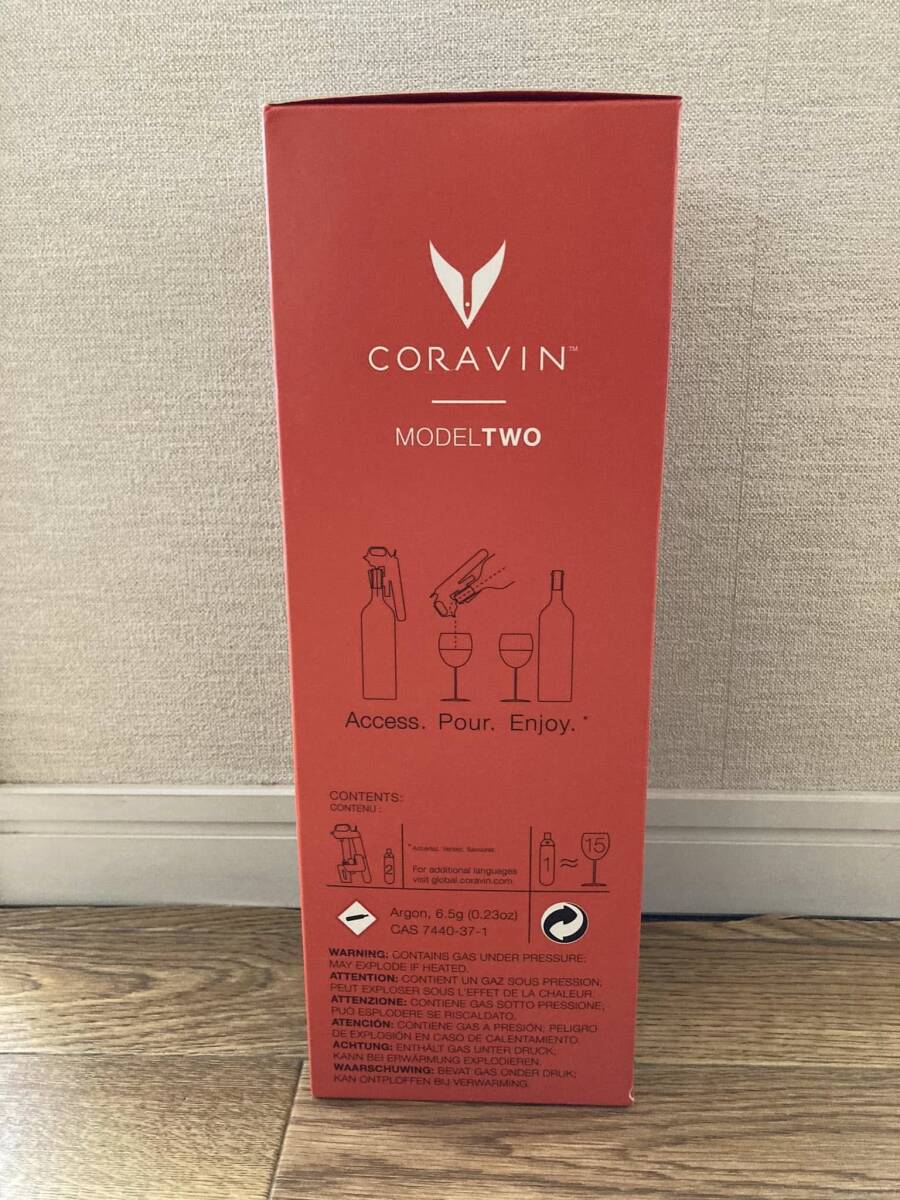 CORAVIN™
MODELTWO
Access. Pour. Enjoy.*
CONTENTS:
CONTENU :
2
For additional languages
visit global.coravin.com
1 ≈ 15
Argon, 6.5g (0.23oz)
CAS 7440-37-1
WARNING: CONTAINS GAS UNDER PRESSURE;
MAY EXPLODE IF HEATED.
ATTENTION: CONTIENT UN GAZ SOUS PRESSION;
PEUT EXPLOSER SOUS L'EFFET DE LA CHALEUR.
ATTENZIONE: CONTIENE GAS SOTTO PRESSIONE;
PUÒ ESPLODERE SE RISCALDATO.
ATENCIÓN: CONTIENE GAS A PRESIÓN; PELIGRO
DE EXPLOSIÓN EN CASO DE CALENTAMIENTO.
ACHTUNG: ENTHÄLT GAS UNTER DRUCK;
KANN BEI ERWÄRMUNG EXPLODIEREN.
WAARSCHUWING: BEVAT GAS ONDER DRUK;
KAN ONTPLOFFEN BIJ VERWARMING.